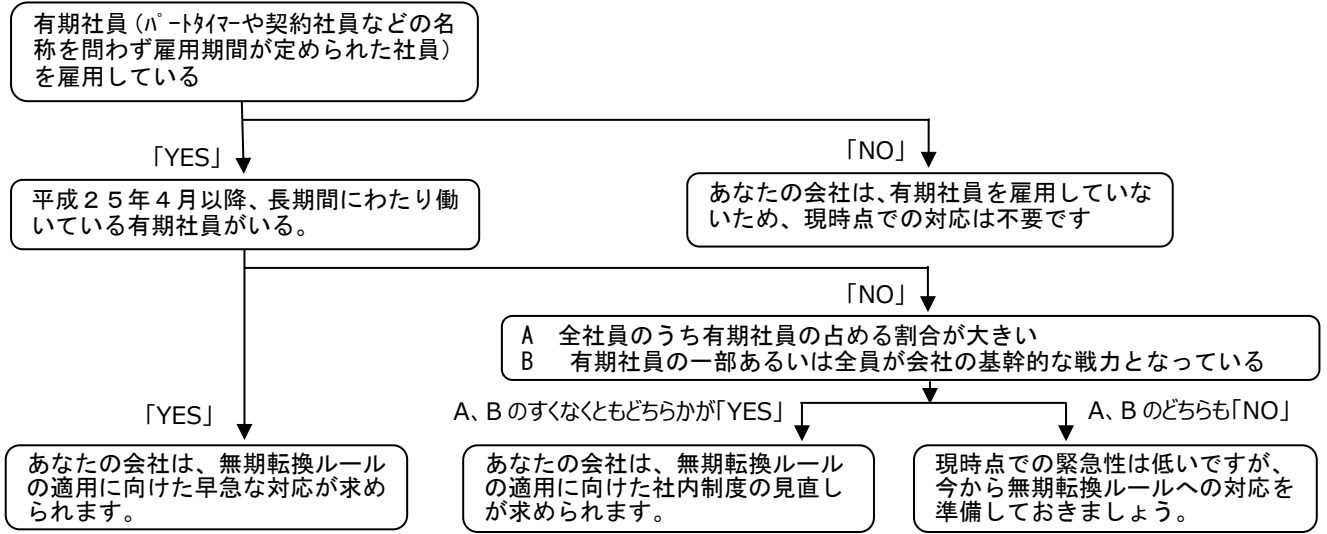 有期社員（ﾊﾟｰﾄﾀｲﾏｰや契約社員などの名
称を問わず雇用期間が定められた社員）
を雇用している
「YES」
「NO」
平成２５年４月以降、長期間にわたり働
いている有期社員がいる。
あなたの会社は、有期社員を雇用していな
いため、現時点での対応は不要です
「NO」
A　全社員のうち有期社員の占める割合が大きい
B　有期社員の一部あるいは全員が会社の基幹的な戦力となっている
「YES」
A、B のすくなくともどちらかが「YES」
A、B のどちらも「NO」
あなたの会社は、無期転換ルール
の適用に向けた早急な対応が求め
られます。
あなたの会社は、無期転換ルール
の適用に向けた社内制度の見直し
が求められます。
現時点での緊急性は低いですが、
今から無期転換ルールへの対応を
準備しておきましょう。